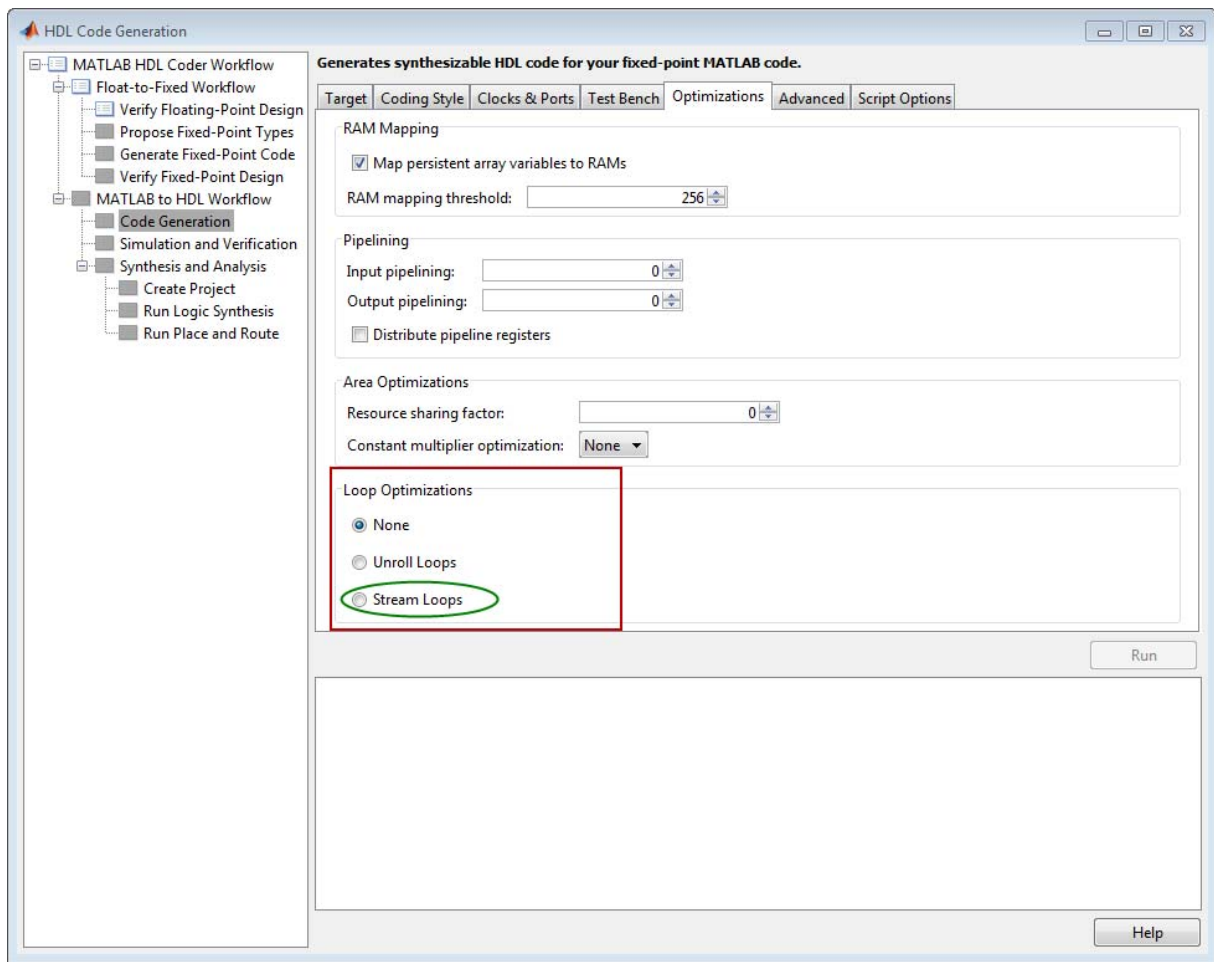 HDL Code Generation
MATLAB HDL Coder Workflow
Float-to-Fixed Workflow
Verify Floating-Point Design
Propose Fixed-Point Types
Generate Fixed-Point Code
Verify Fixed-Point Design
MATLAB to HDL Workflow
Code Generation
Simulation and Verification
Synthesis and Analysis
Create Project
Run Logic Synthesis
Run Place and Route
Generates synthesizable HDL code for your fixed-point MATLAB code.
Target Coding Style Clocks & Ports Test Bench Optimizations Advanced Script Options
RAM Mapping
Map persistent array variables to RAMs
RAM mapping threshold: 256
Pipelining
Input pipelining: 0
Output pipelining: 0
Distribute pipeline registers
Area Optimizations
Resource sharing factor: 0
Constant multiplier optimization: None
Loop Optimizations
None
Unroll Loops
Stream Loops
Run
Help